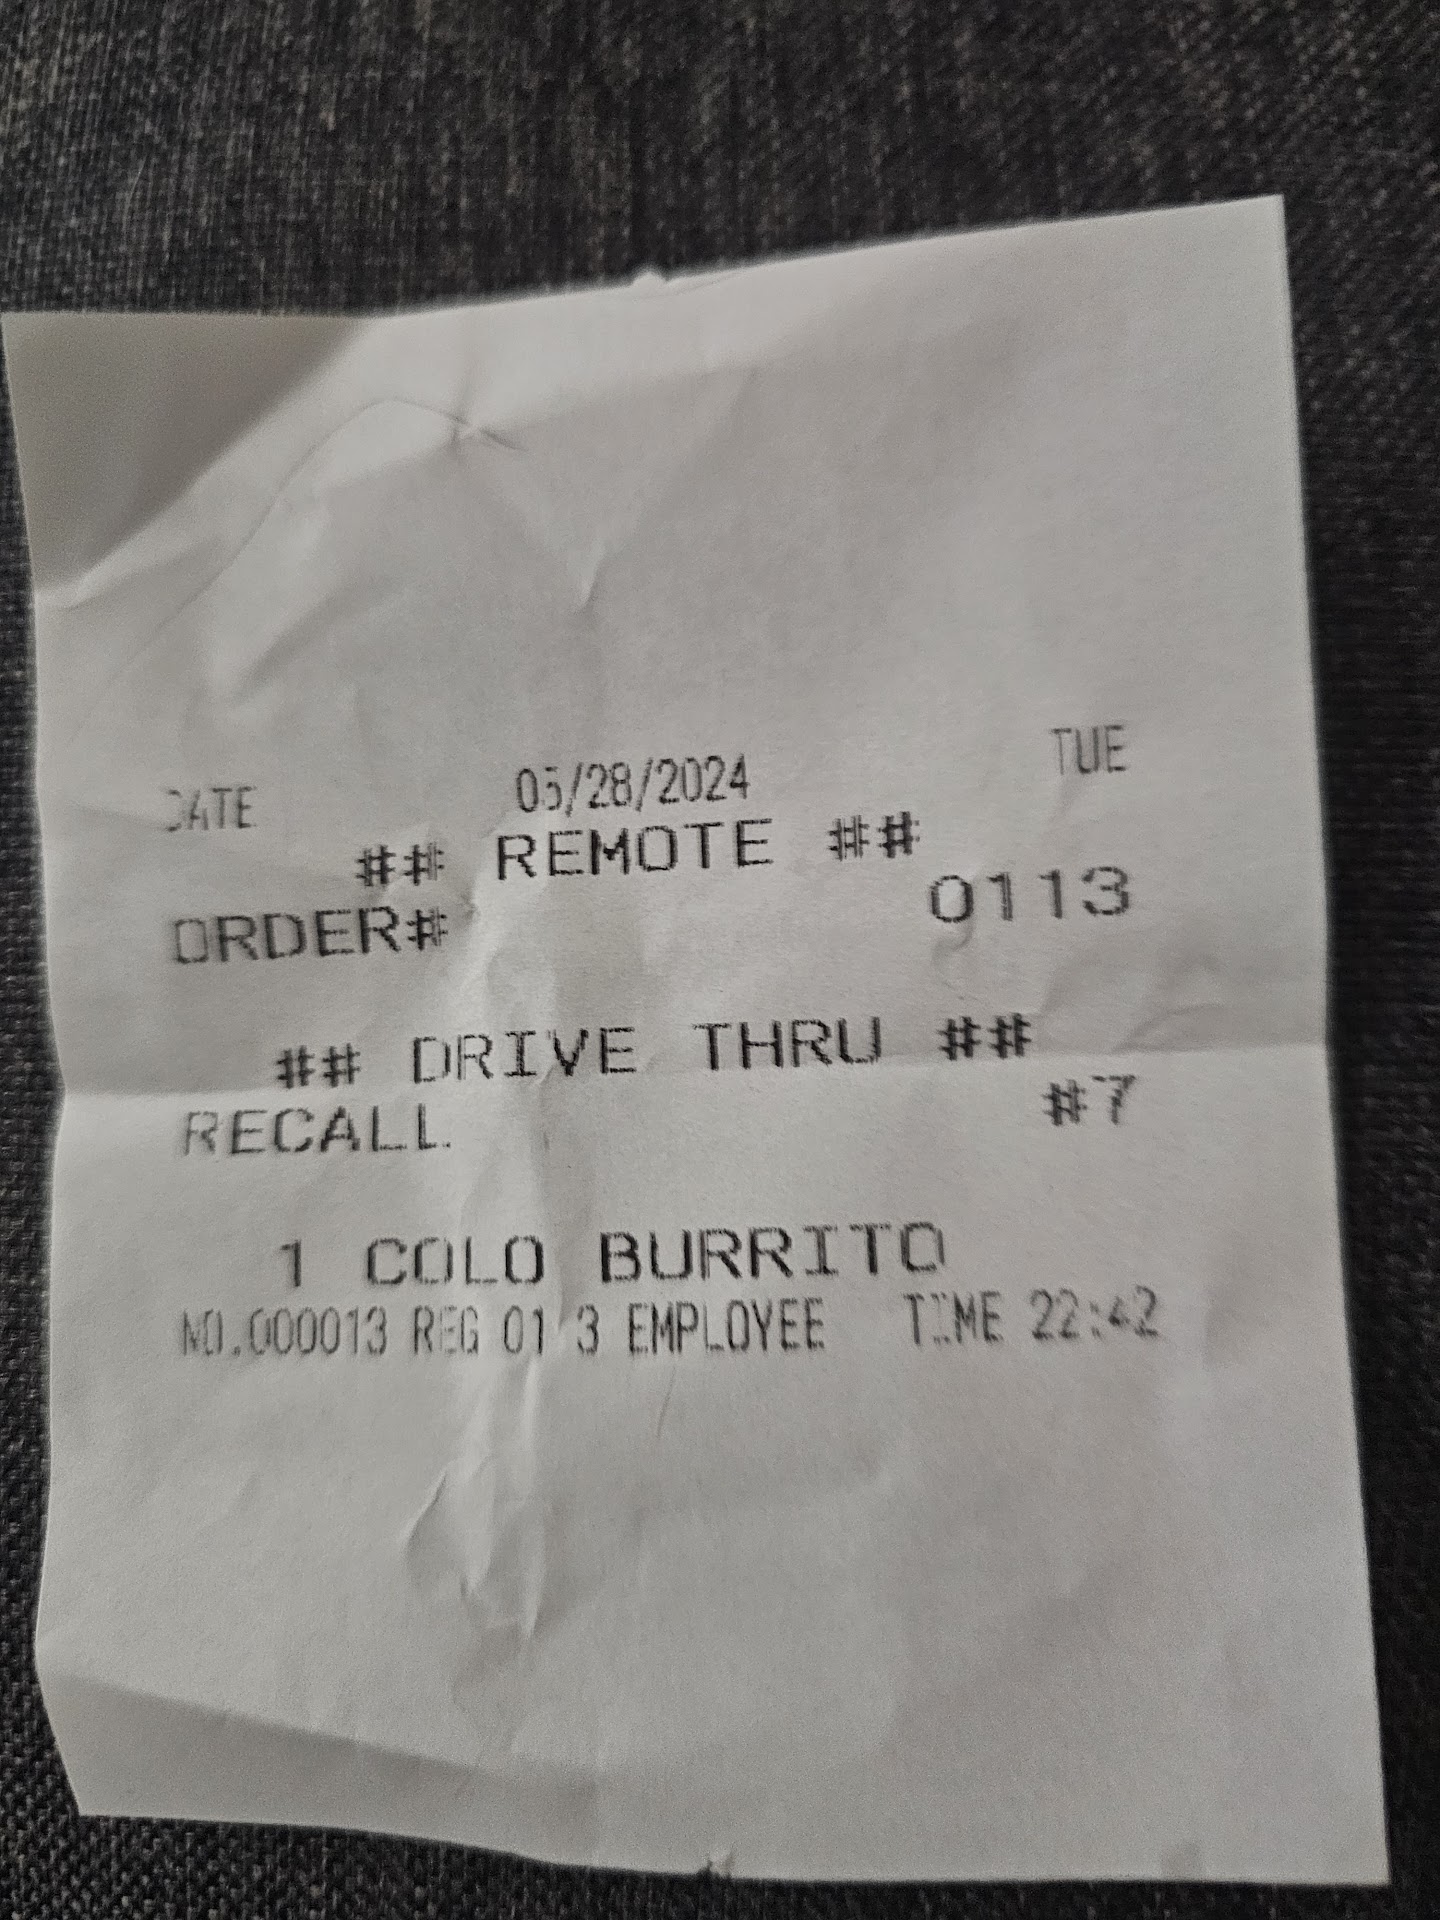 DATE 05/28/2024 TUE
## REMOTE ##
ORDER# 0113
## DRIVE THRU ##
RECALL #7
1 COLO BURRITO
NO.000013 REG 01 3 EMPLOYEE TIME 22:42